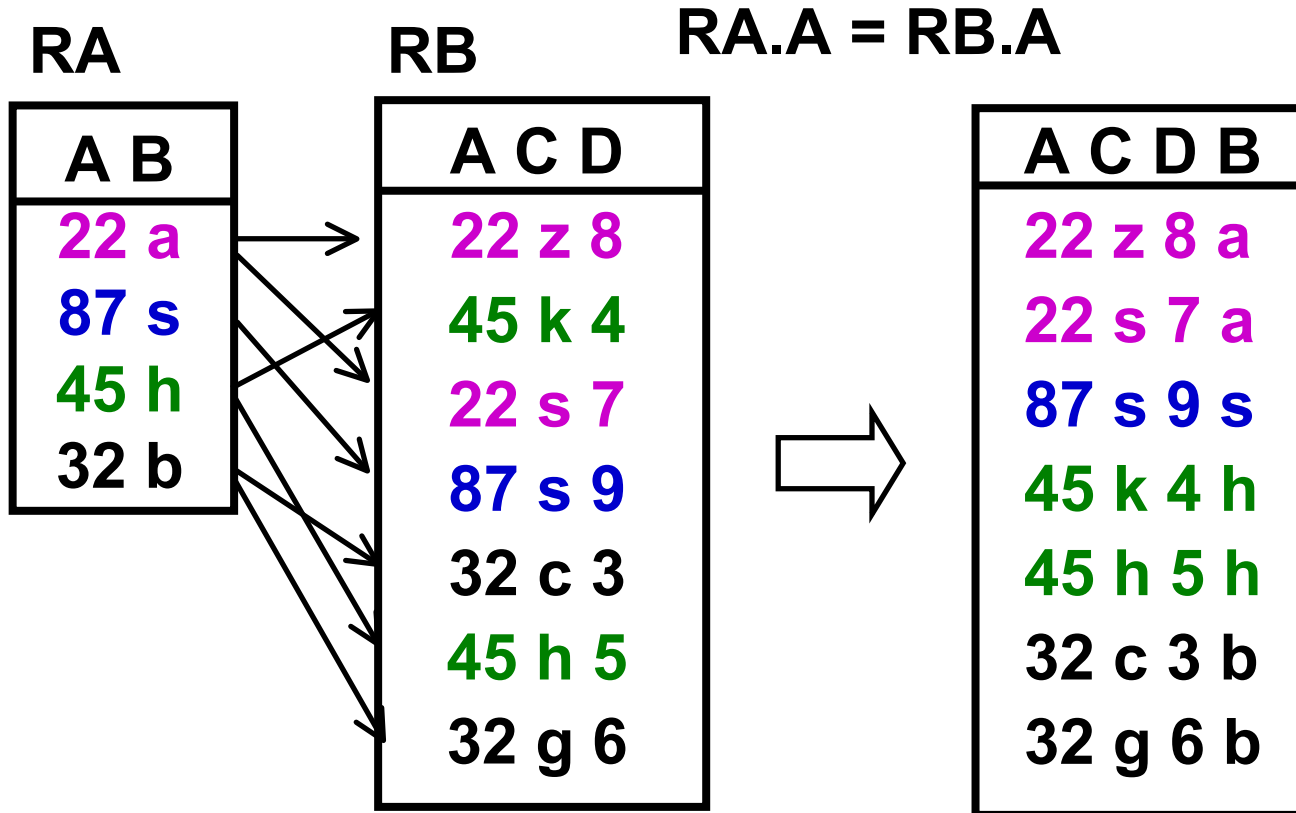 RA.A = RB.A
RA
A B
22 a
87 s
45 h
32 b
RB
A C D
22 z 8
45 k 4
22 s 7
87 s 9
32 c 3
45 h 5
32 g 6
A C D B
22 z 8 a
22 s 7 a
87 s 9 s
45 k 4 h
45 h 5 h
32 c 3 b
32 g 6 b